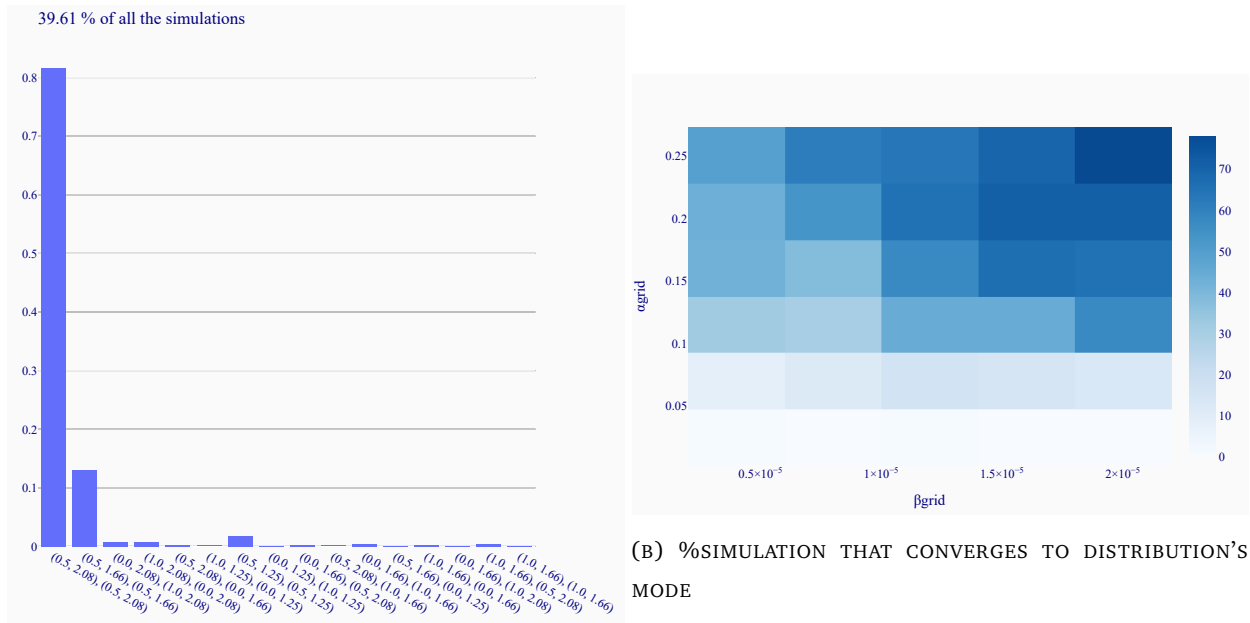 39.61 % of all the simulations
0.8
0.7
0.6
0.5
0.4
0.3
0.2
0.1
0
(0.5, 2.08), (0.5, 2.08)
(0.5, 1.66), (0.5, 1.66)
(0.0, 2.08), (1.0, 2.08)
(1.0, 2.08), (0.0, 2.08)
(0.5, 2.08), (0.0, 1.66)
(1.0, 1.25), (0.0, 1.25)
(0.5, 1.25), (0.5, 1.25)
(0.0, 1.25), (1.0, 1.25)
(0.0, 1.66), (0.5, 2.08)
(0.5, 2.08), (1.0, 1.66)
(0.0, 1.66), (1.0, 1.66)
(0.5, 1.66), (0.0, 1.25)
(1.0, 1.66), (0.0, 1.66)
(0.0, 1.66), (1.0, 2.08)
(1.0, 1.66), (0.5, 2.08)
(1.0, 1.66), (1.0, 1.66)
αgrid
0.25
0.2
0.15
0.1
0.05
0.5×10⁻⁵
1×10⁻⁵
1.5×10⁻⁵
2×10⁻⁵
βgrid
70
60
50
40
30
20
10
0
(B) %SIMULATION THAT CONVERGES TO DISTRIBUTION'S
MODE